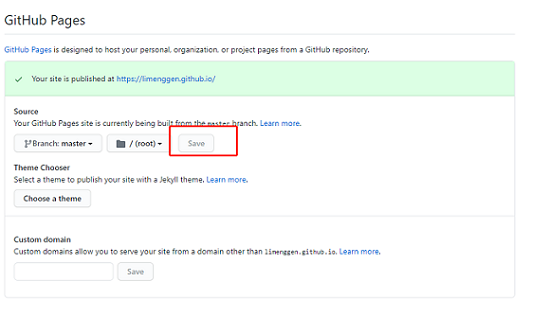 GitHub Pages
GitHub Pages is designed to host your personal, organization, or project pages from a GitHub repository.
Your site is published at https://limenggen.github.io/
Source
Your GitHub Pages site is currently being built from the master branch. Learn more.
Branch: master / (root) Save
Theme Chooser
Select a theme to publish your site with a Jekyll theme. Learn more.
Choose a theme
Custom domain
Custom domains allow you to serve your site from a domain other than limenggen.github.io. Learn more.
Save